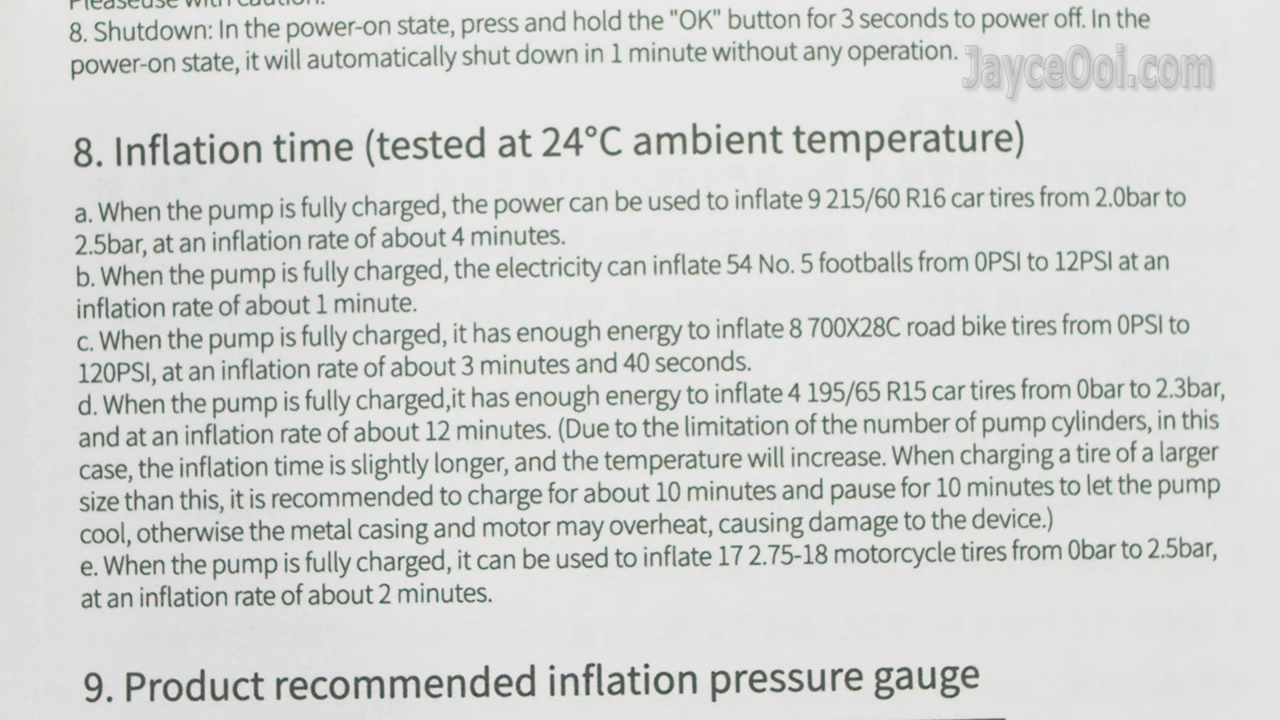 Pleaseuse with caution.
8. Shutdown: In the power-on state, press and hold the "OK" button for 3 seconds to power off. In the
power-on state, it will automatically shut down in 1 minute without any operation.
JayceOoi.com
8. Inflation time (tested at 24°C ambient temperature)
a. When the pump is fully charged, the power can be used to inflate 9 215/60 R16 car tires from 2.0bar to
2.5bar, at an inflation rate of about 4 minutes.
b. When the pump is fully charged, the electricity can inflate 54 No. 5 footballs from 0PSI to 12PSI at an
inflation rate of about 1 minute.
c. When the pump is fully charged, it has enough energy to inflate 8 700X28C road bike tires from 0PSI to
120PSI, at an inflation rate of about 3 minutes and 40 seconds.
d. When the pump is fully charged,it has enough energy to inflate 4 195/65 R15 car tires from 0bar to 2.3bar,
and at an inflation rate of about 12 minutes. (Due to the limitation of the number of pump cylinders, in this
case, the inflation time is slightly longer, and the temperature will increase. When charging a tire of a larger
size than this, it is recommended to charge for about 10 minutes and pause for 10 minutes to let the pump
cool, otherwise the metal casing and motor may overheat, causing damage to the device.)
e. When the pump is fully charged, it can be used to inflate 17 2.75-18 motorcycle tires from 0bar to 2.5bar,
at an inflation rate of about 2 minutes.
9. Product recommended inflation pressure gauge